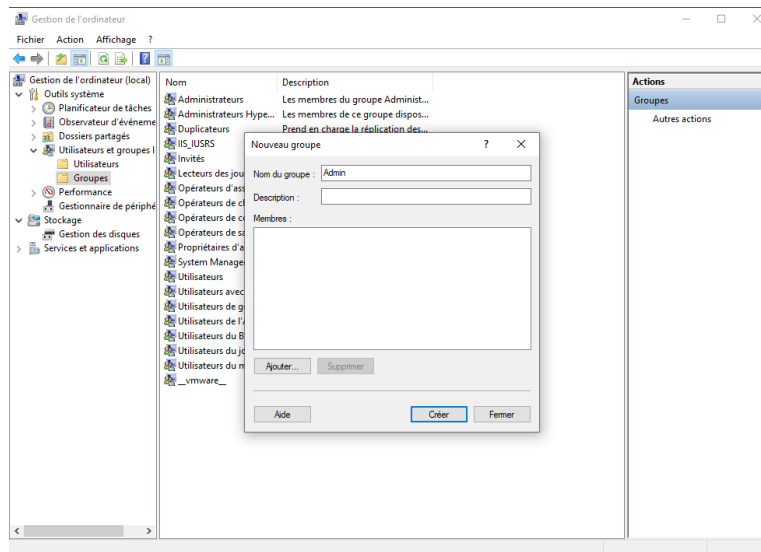 Gestion de l'ordinateur
Fichier Action Affichage ?
Gestion de l'ordinateur (local)
Outils système
Planificateur de tâches
Observateur d'événeme
Dossiers partagés
Utilisateurs et groupes l
Utilisateurs
Groupes
Performance
Gestionnaire de périphé
Stockage
Gestion des disques
Services et applications
Nom Description
Administrateurs Les membres du groupe Administ...
Administrateurs Hype... Les membres de ce groupe dispos...
Duplicateurs Prend en charge la réplication des...
IIS_IUSRS
Invités
Lecteurs des jou
Opérateurs d'ass
Opérateurs de
Opérateurs de
Opérateurs de sa
Propriétaires d'a
System Manage
Utilisateurs
Utilisateurs avec
Utilisateurs de g
Utilisateurs de l'
Utilisateurs du B
Utilisateurs du jo
Utilisateurs du
__vmware__
Nouveau groupe ? X
Nom du groupe : Admin
Description :
Membres :
Ajouter... Supprimer
Aide Créer Fermer
Actions
Groupes
Autres actions